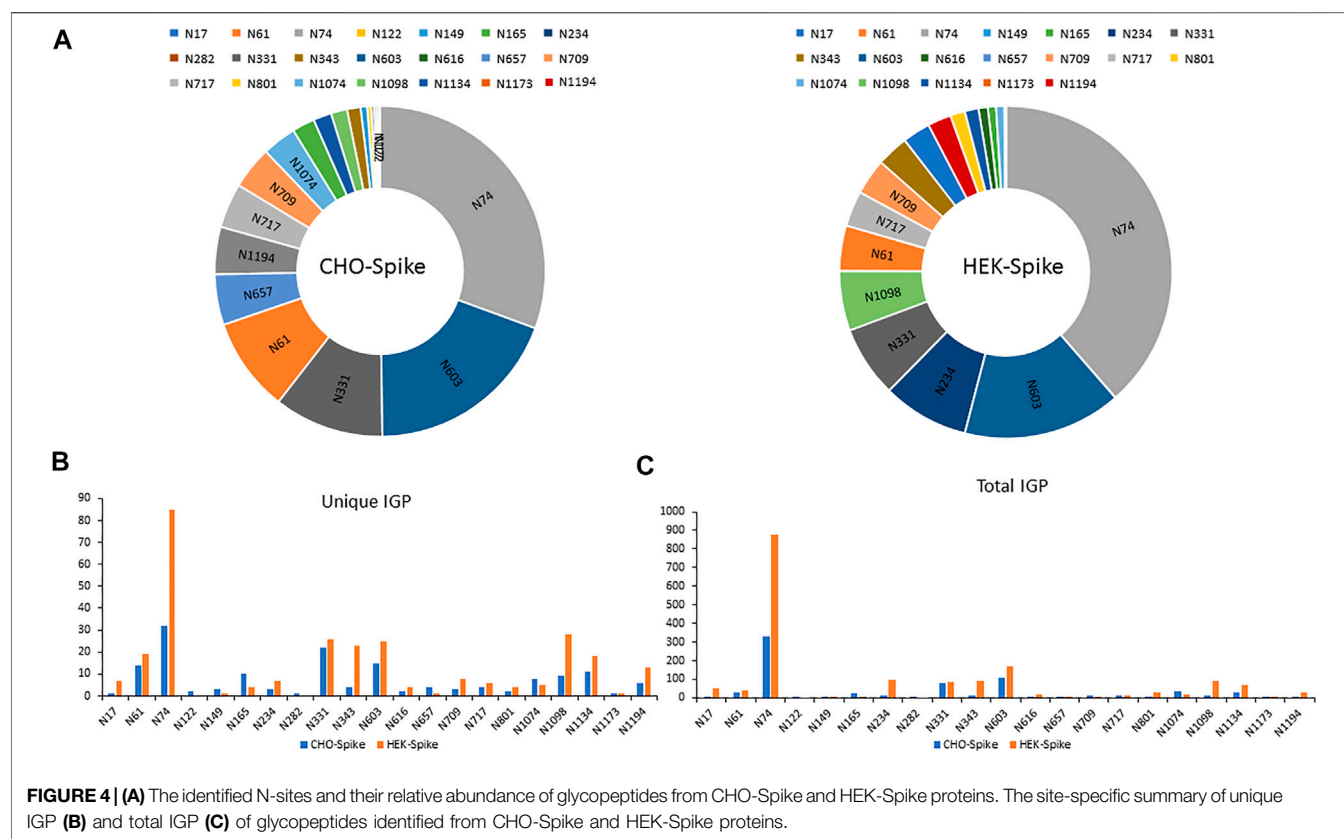 A
N17 N61 N74 N122 N149 N165 N234
N282 N331 N343 N603 N616 N657 N709
N717 N801 N1074 N1098 N1134 N1173 N1194
N74
N603
N331
N61
N657
N1194
N717
N709
N1074
CHO-Spike
N17 N61 N74 N149 N165 N234 N331
N343 N603 N616 N657 N709 N717 N801
N1074 N1098 N1134 N1173 N1194
N74
N603
N234
N331
N1098
N61
N717
N709
HEK-Spike
B
Unique IGP
90
80
70
60
50
40
30
20
10
0
N17 N61 N74 N122 N149 N165 N234 N282 N331 N343 N603 N616 N657 N709 N717 N801 N1074 N1098 N1134 N1173 N1194
CHO-Spike HEK-Spike
C
Total IGP
1000
900
800
700
600
500
400
300
200
100
0
N17 N61 N74 N122 N149 N165 N234 N282 N331 N343 N603 N616 N657 N709 N717 N801 N1074 N1098 N1134 N1173 N1194
CHO-Spike HEK-Spike
FIGURE 4 | (A) The identified N-sites and their relative abundance of glycopeptides from CHO-Spike and HEK-Spike proteins. The site-specific summary of unique
IGP (B) and total IGP (C) of glycopeptides identified from CHO-Spike and HEK-Spike proteins.